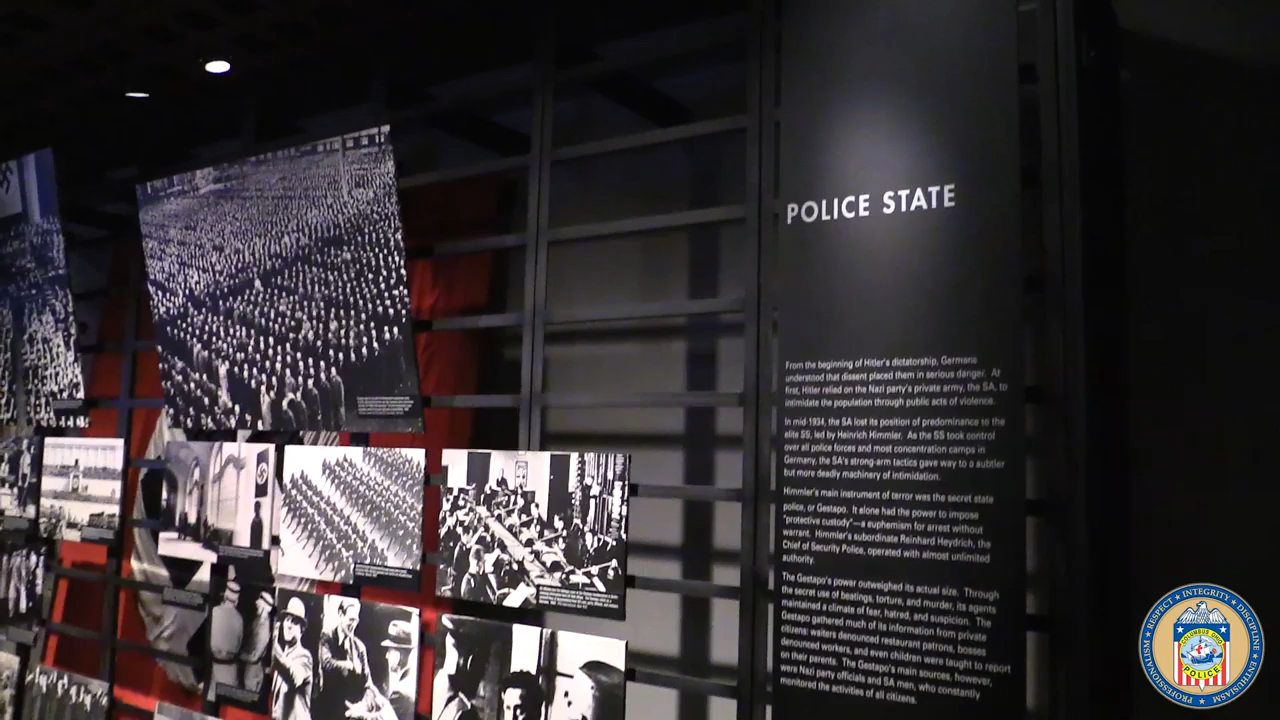 POLICE STATE
From the beginning of Hitler's dictatorship, Germans
understood that dissent placed them in serious danger. At
first, Hitler relied on the Nazi party's private army, the SA, to
intimidate the population through public acts of violence.
In mid-1934, the SA lost its position of predominance to the
elite SS, led by Heinrich Himmler. As the SS took control
over all police forces and most concentration camps in
Germany, the SA's strong-arm tactics gave way to a subtler
but more deadly machinery of intimidation.
Himmler's main instrument of terror was the secret state
police, or Gestapo. It alone had the power to impose
"protective custody"—a euphemism for arrest without
warrant. Himmler's subordinate Reinhard Heydrich, the
Chief of Security Police, operated with almost unlimited
authority.
The Gestapo's power outweighed its actual size. Through
the secret use of beatings, torture, and murder, its agents
maintained a climate of fear, hatred, and suspicion. The
Gestapo gathered much of its information from private
citizens: waiters denounced restaurant patrons, bosses
denounced workers, and even children were taught to report
on their parents. The Gestapo's main sources, however,
were Nazi party officials and SA men, who constantly
monitored the activities of all citizens.
RESPECT ★ INTEGRITY ★ DISCIPLINE
PROFESSIONALISM ★ ENTHUSIASM
COLUMBUS OHIO
POLICE